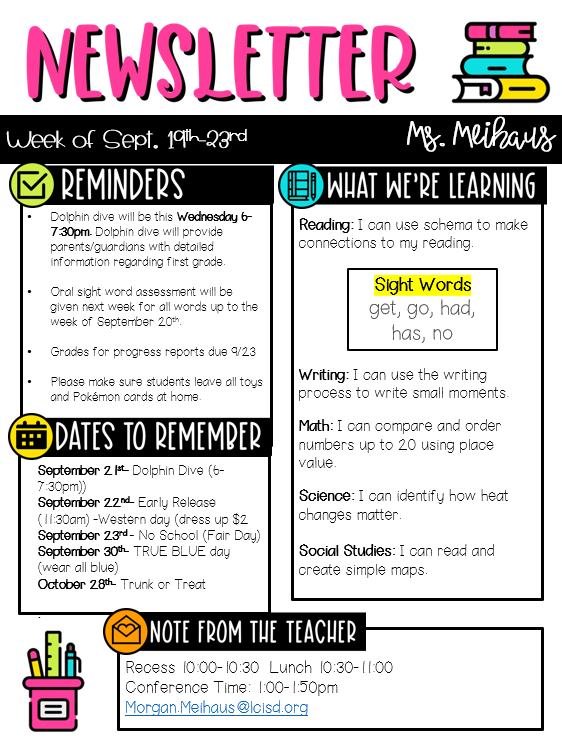 NEWSLETTER
Week of Sept. 19th-23rd
Ms. Meihaus
REMINDERS
• Dolphin dive will be this Wednesday 6-
7:30pm. Dolphin dive will provide
parents/guardians with detailed
information regarding first grade.
• Oral sight word assessment will be
given next week for all words up to the
week of September 20th.
• Grades for progress reports due 9/23
• Please make sure students leave all toys
and Pokémon cards at home.
DATES TO REMEMBER
September 21st- Dolphin Dive (6-
7:30pm))
September 22nd- Early Release
(11:30am) -Western day (dress up $2
September 23rd - No School (Fair Day)
September 30th- TRUE BLUE day
(wear all blue)
October 28th- Trunk or Treat
WHAT WE'RE LEARNING
Reading: I can use schema to make
connections to my reading.
Sight Words
get, go, had,
has, no
Writing: I can use the writing
process to write small moments.
Math: I can compare and order
numbers up to 20 using place
value.
Science: I can identify how heat
changes matter.
Social Studies: I can read and
create simple maps.
NOTE FROM THE TEACHER
Recess 10:00-10:30 Lunch 10:30-11:00
Conference Time: 1:00-1:50pm
Morgan.Meihaus@lcisd.org